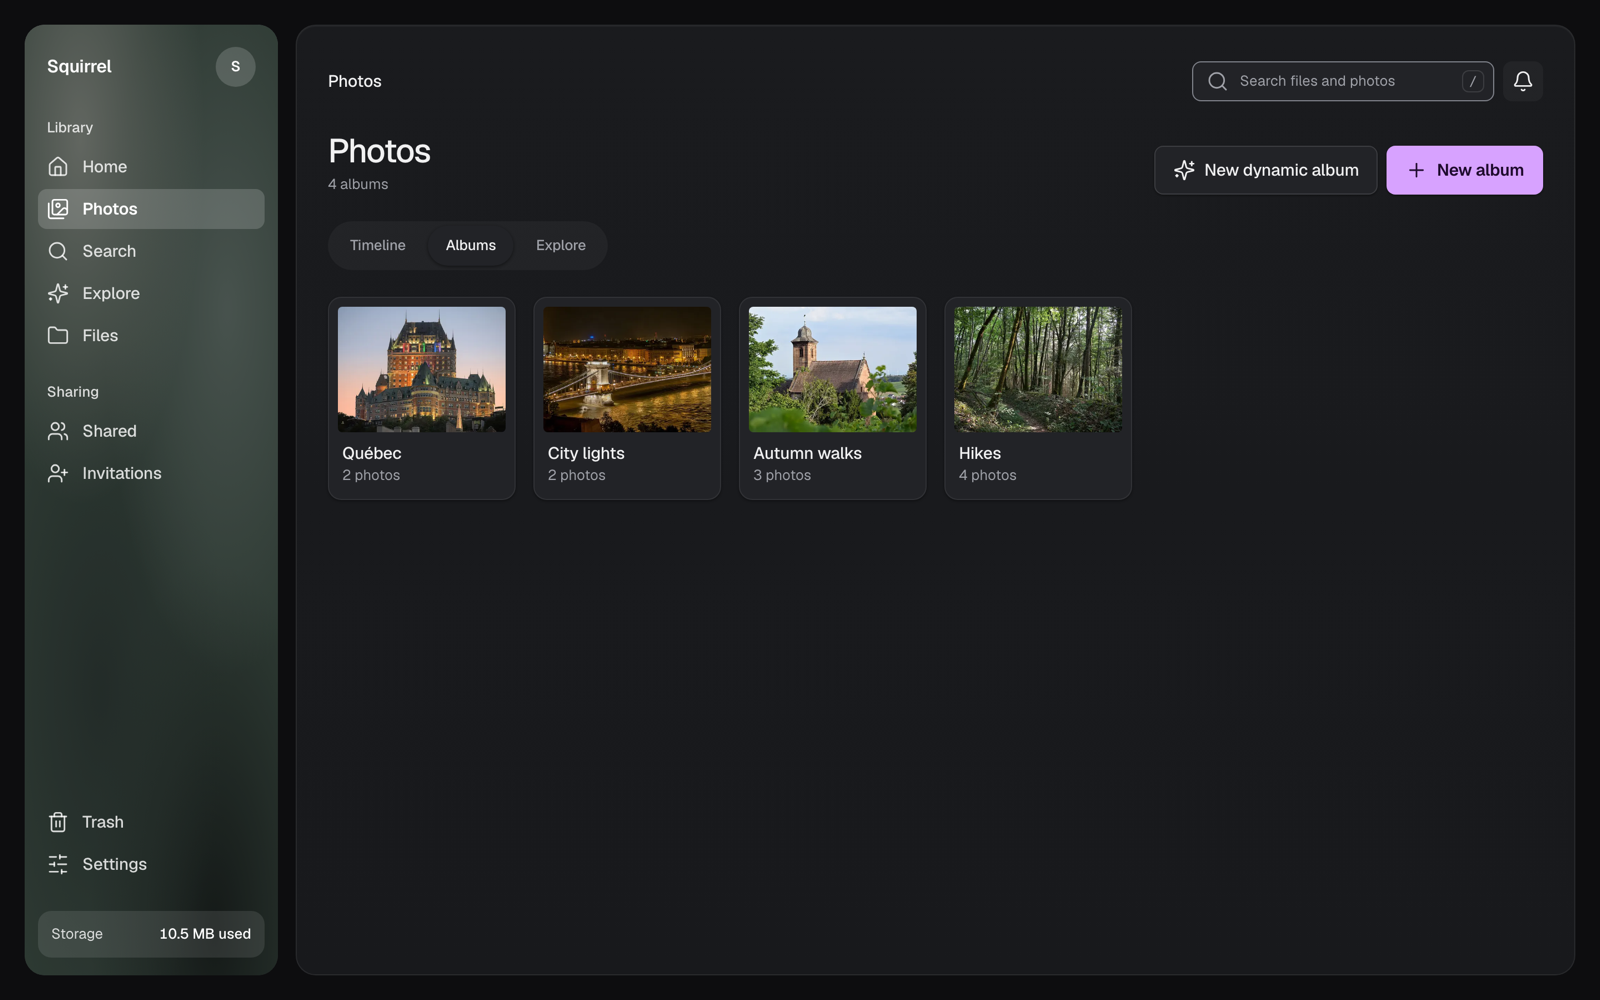 Squirrel
S
Library
Home
Photos
Search
Explore
Files
Sharing
Shared
Invitations
Trash
Settings
Storage
10.5 MB used
Photos
Search files and photos
/
Photos
4 albums
New dynamic album
New album
Timeline
Albums
Explore
Québec
2 photos
City lights
2 photos
Autumn walks
3 photos
Hikes
4 photos